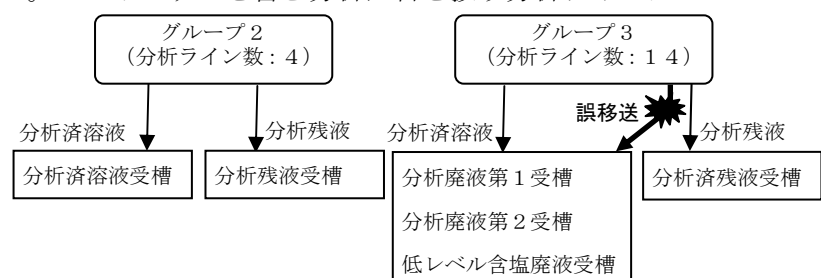 グループ2
(分析ライン数:4)
グループ3
(分析ライン数:14)
誤移送
分析済溶液
分析残液
分析済溶液
分析残液
分析済溶液受槽
分析残液受槽
分析廃液第1受槽
分析廃液第2受槽
低レベル含塩廃液受槽
分析済残液受槽